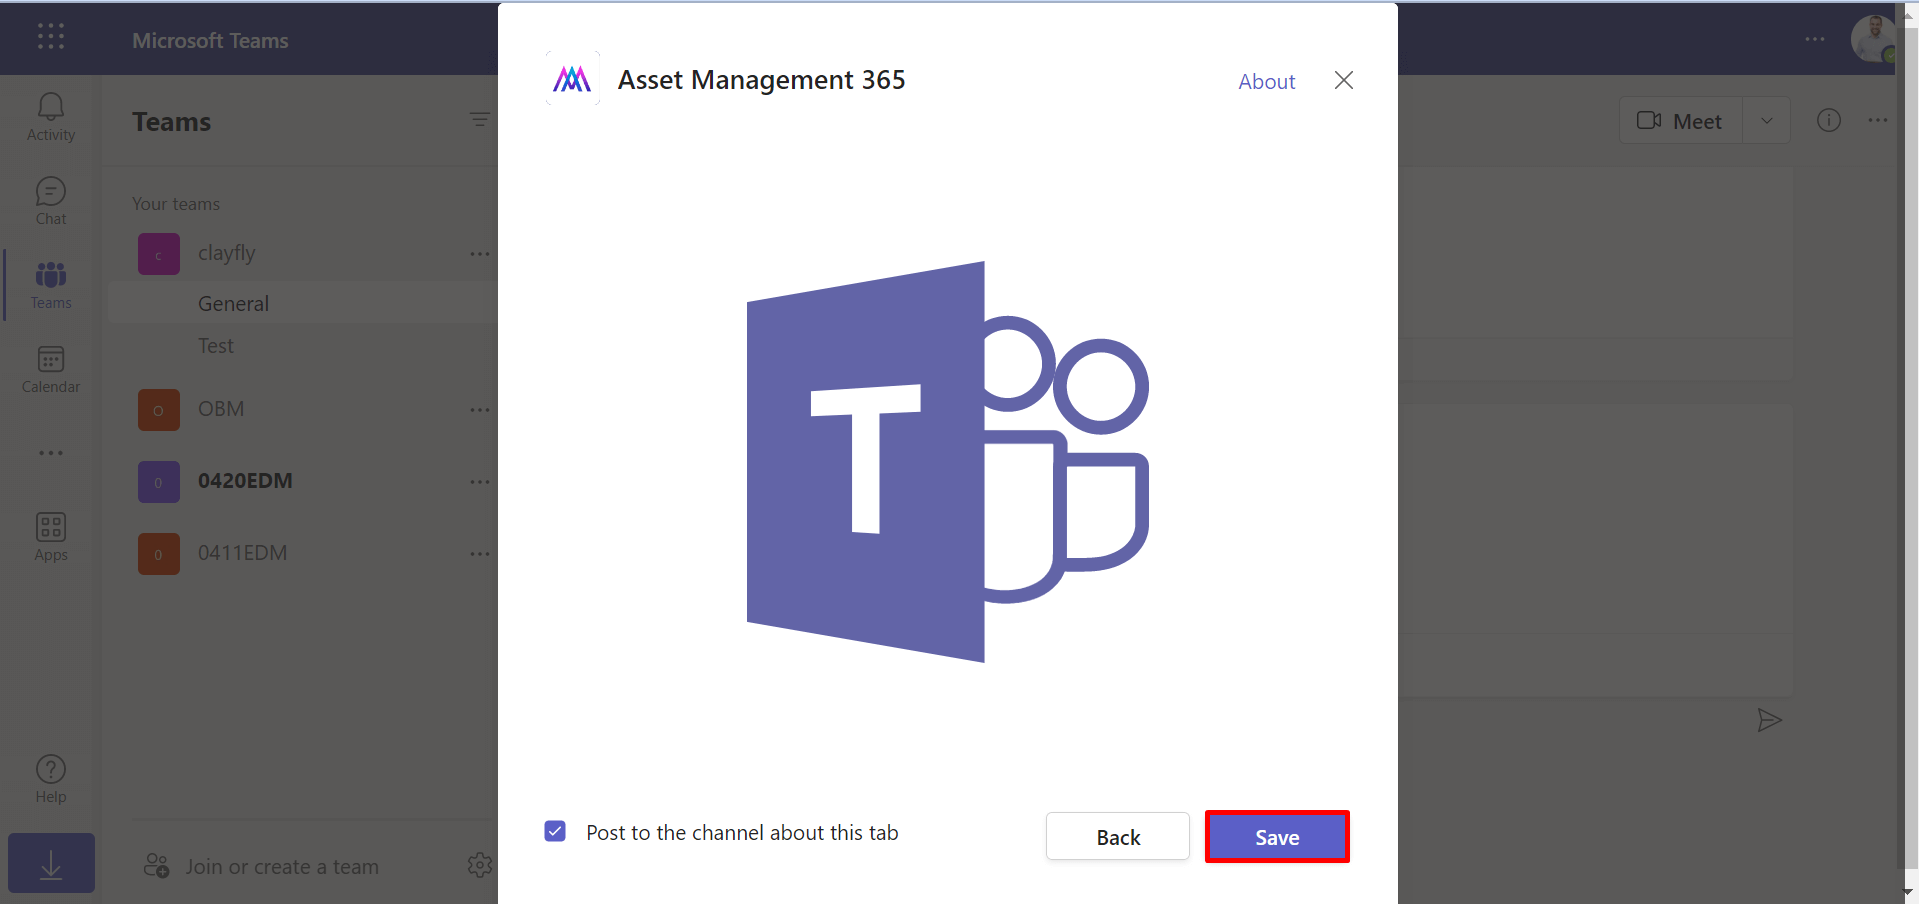 Microsoft Teams
Asset Management 365
About
Activity
Chat
Teams
Calendar
Apps
Help
Teams
Your teams
c
clayfly
General
Test
O
OBM
0
0420EDM
0
0411EDM
Join or create a team
Meet
T
Post to the channel about this tab
Back
Save